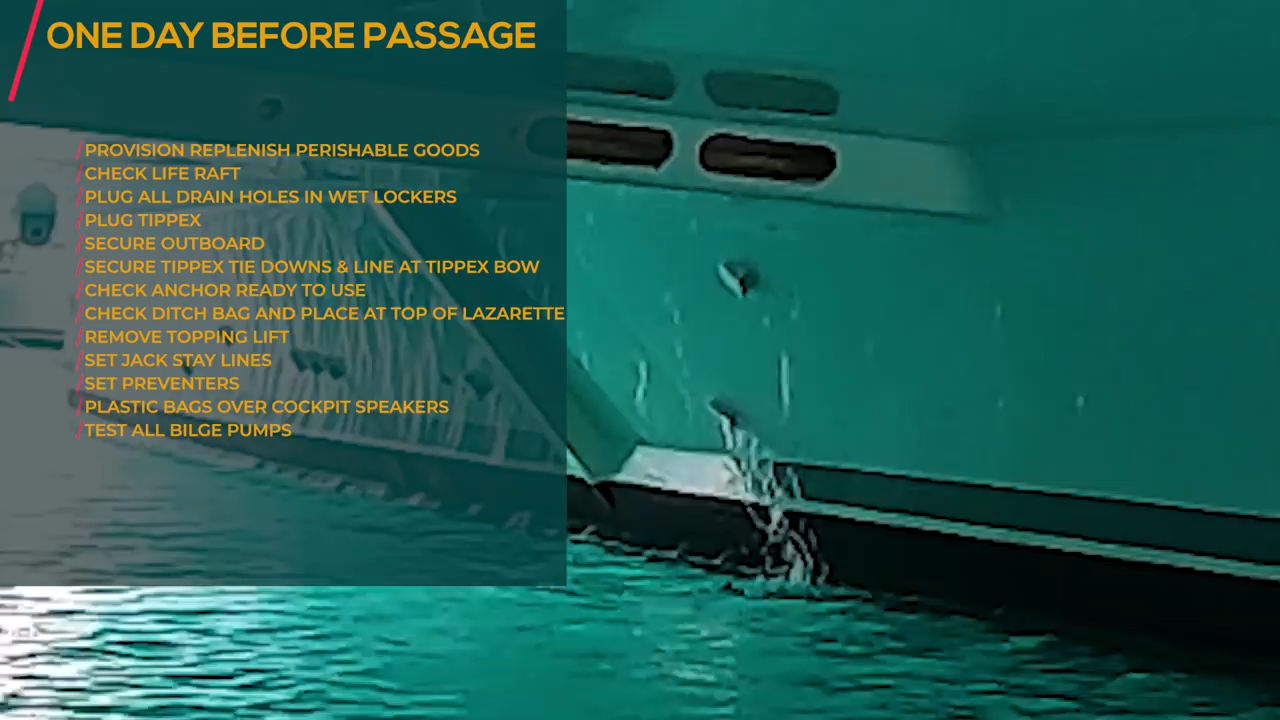 ONE DAY BEFORE PASSAGE
PROVISION REPLENISH PERISHABLE GOODS
CHECK LIFE RAFT
PLUG ALL DRAIN HOLES IN WET LOCKERS
PLUG TIPPEX
SECURE OUTBOARD
SECURE TIPPEX TIE DOWNS & LINE AT TIPPEX BOW
CHECK ANCHOR READY TO USE
CHECK DITCH BAG AND PLACE AT TOP OF LAZARETTE
REMOVE TOPPING LIFT
SET JACK STAY LINES
SET PREVENTERS
PLASTIC BAGS OVER COCKPIT SPEAKERS
TEST ALL BILGE PUMPS